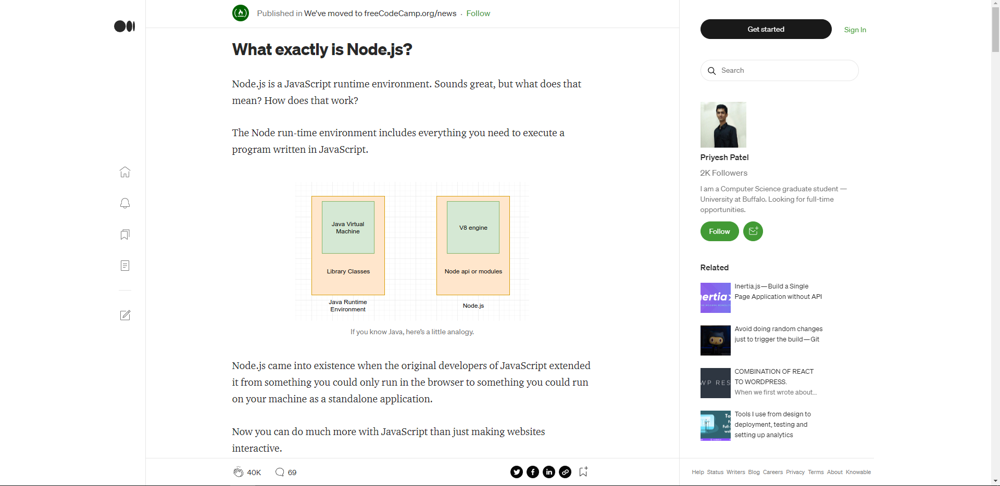 Published in We’ve moved to freeCodeCamp.org/news · Follow
What exactly is Node.js?
Node.js is a JavaScript runtime environment. Sounds great, but what does that
mean? How does that work?
The Node run-time environment includes everything you need to execute a
program written in JavaScript.
Java Virtual
Machine
Library Classes
Java Runtime
Environment
V8 engine
Node api or modules
Node.js
If you know Java, here’s a little analogy.
Node.js came into existence when the original developers of JavaScript extended
it from something you could only run in the browser to something you could run
on your machine as a standalone application.
Now you can do much more with JavaScript than just making websites
interactive.
40K
69
Get started
Sign In
Search
Priyesh Patel
2K Followers
I am a Computer Science graduate student —
University at Buffalo. Looking for full-time
opportunities.
Follow
Related
Inertia.js — Build a Single
Page Application without API
Avoid doing random changes
just to trigger the build — Git
WP RES
COMBINATION OF REACT
TO WORDPRESS.
When we first wrote about…
Tools I use from design to
deployment, testing and
setting up analytics
Help Status Writers Blog Careers Privacy Terms About Knowable